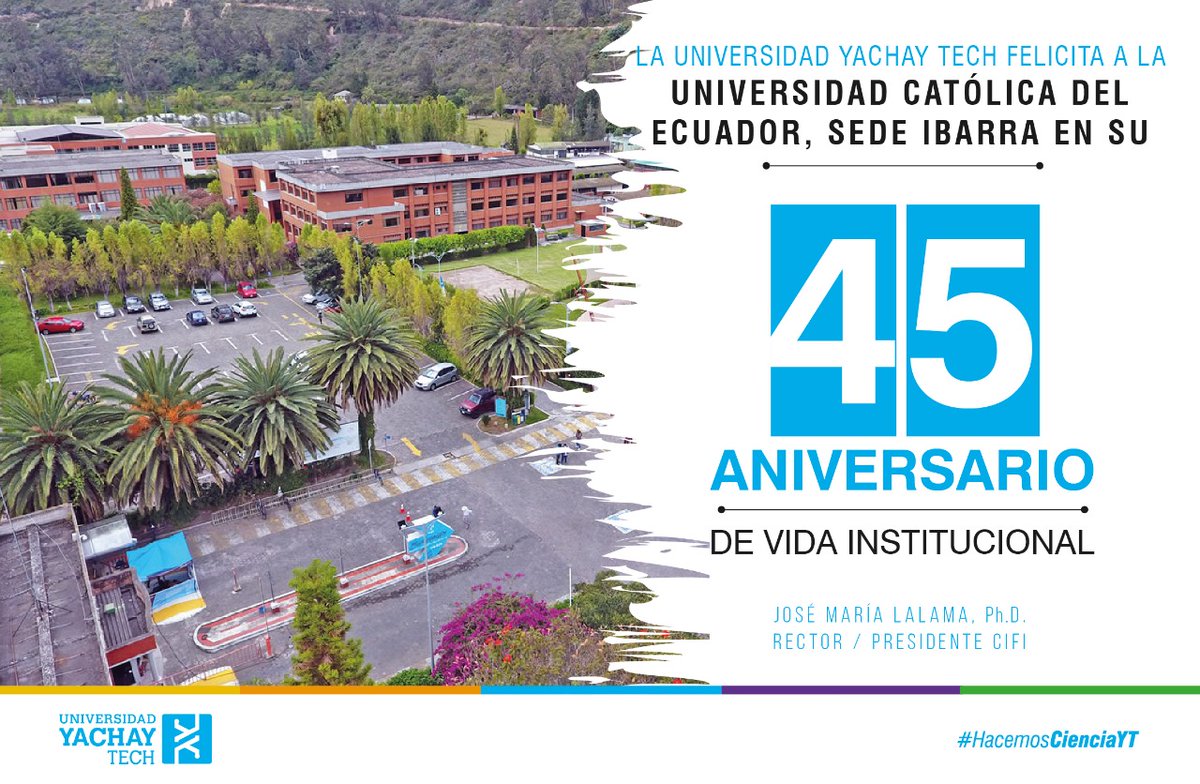 LA UNIVERSIDAD YACHAY TECH FELICITA A LA
UNIVERSIDAD CATÓLICA DEL
ECUADOR, SEDE IBARRA EN SU
45
ANIVERSARIO
DE VIDA INSTITUCIONAL
JOSÉ MARÍA LALAMA, Ph.D.
RECTOR / PRESIDENTE CIFI
UNIVERSIDAD
YACHAY
TECH
#HacemosCienciaYT